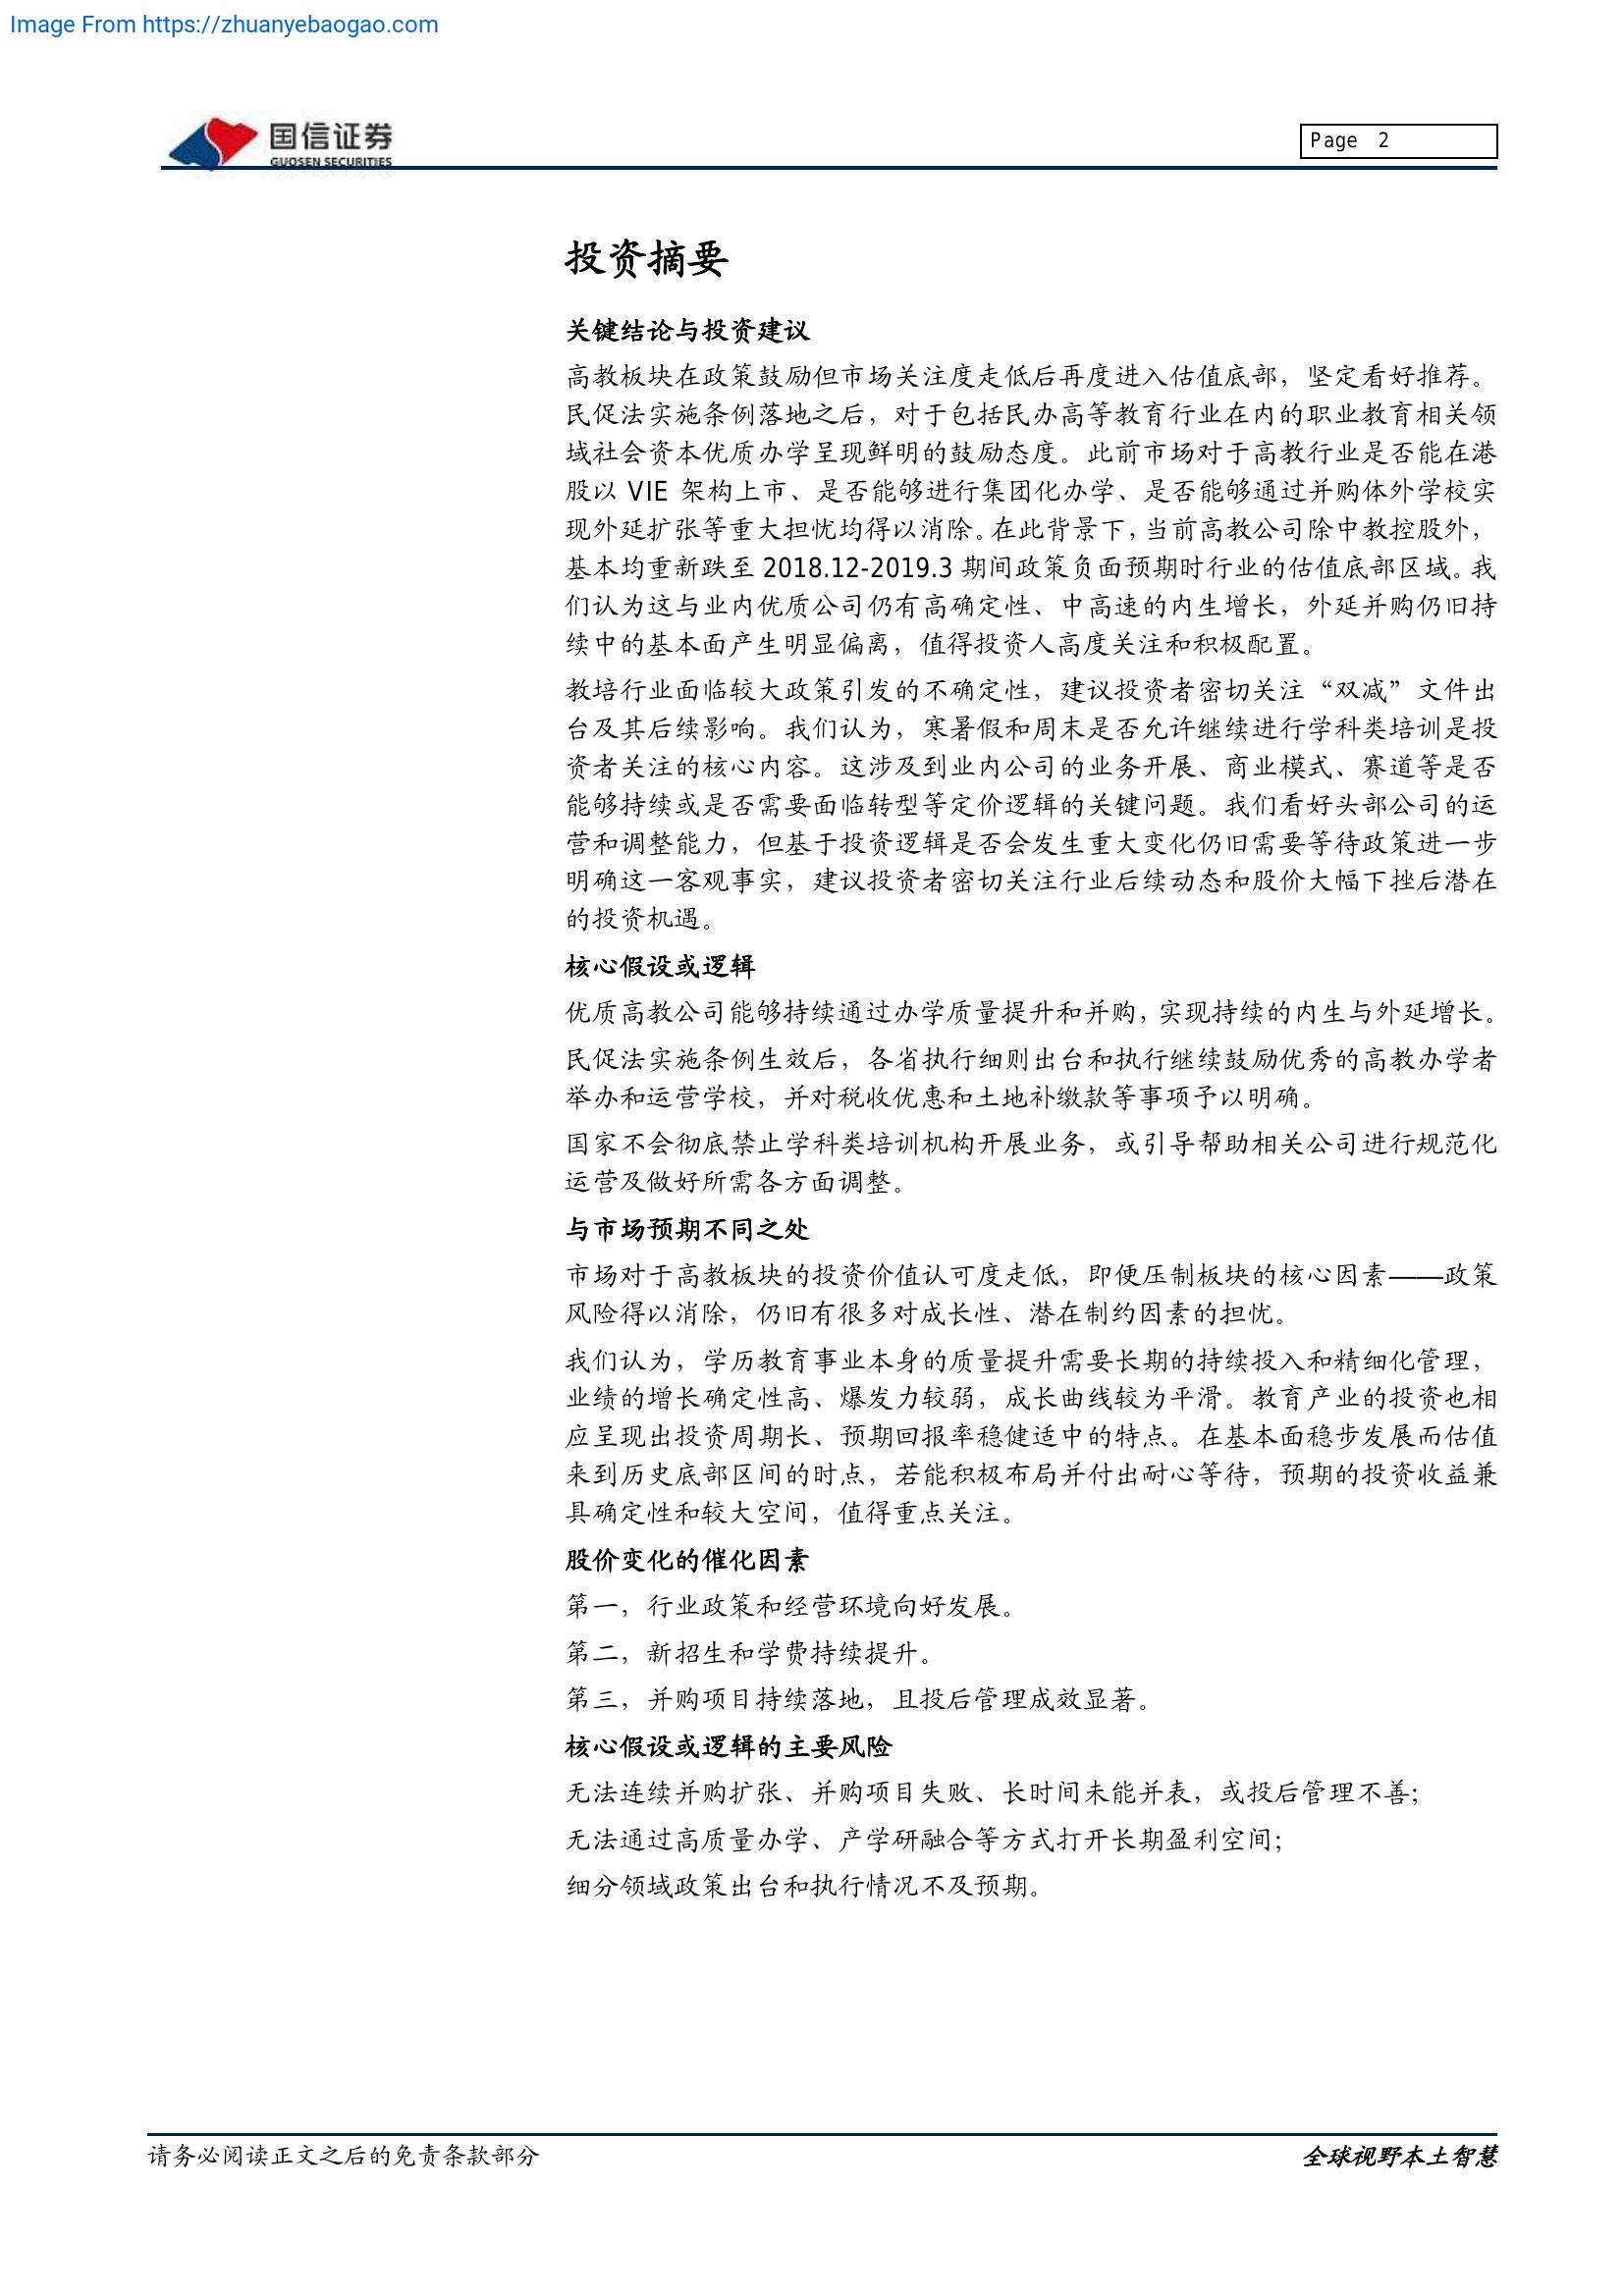 Image From https://zhuanyebaogao.com
国信证券
GUOSEN SECURITIES
Page 2
投资摘要
关键结论与投资建议
高教板块在政策鼓励但市场关注度走低后再度进入估值底部，坚定看好推荐。
民促法实施条例落地之后，对于包括民办高等教育行业在内的职业教育相关领
域社会资本优质办学呈现鲜明的鼓励态度。此前市场对于高教行业是否能在港
股以 VIE 架构上市、是否能够进行集团化办学、是否能够通过并购体外学校实
现外延扩张等重大担忧均得以消除。在此背景下，当前高教公司除中教控股外，
基本均重新跌至 2018.12-2019.3 期间政策负面预期时行业的估值底部区域。我
们认为这与业内优质公司仍有高确定性、中高速的内生增长，外延并购仍旧持
续中的基本面产生明显偏离，值得投资人高度关注和积极配置。
教培行业面临较大政策引发的不确定性，建议投资者密切关注“双减”文件出
台及其后续影响。我们认为，寒暑假和周末是否允许继续进行学科类培训是投
资者关注的核心内容。这涉及到业内公司的业务开展、商业模式、赛道等是否
能够持续或是否需要面临转型等定价逻辑的关键问题。我们看好头部公司的运
营和调整能力，但基于投资逻辑是否会发生重大变化仍旧需要等待政策进一步
明确这一客观事实，建议投资者密切关注行业后续动态和股价大幅下挫后潜在
的投资机遇。
核心假设或逻辑
优质高教公司能够持续通过办学质量提升和并购，实现持续的内生与外延增长。
民促法实施条例生效后，各省执行细则出台和执行继续鼓励优秀的高教办学者
举办和运营学校，并对税收优惠和土地补缴款等事项予以明确。
国家不会彻底禁止学科类培训机构开展业务，或引导帮助相关公司进行规范化
运营及做好所需各方面调整。
与市场预期不同之处
市场对于高教板块的投资价值认可度走低，即便压制板块的核心因素——政策
风险得以消除，仍旧有很多对成长性、潜在制约因素的担忧。
我们认为，学历教育事业本身的质量提升需要长期的持续投入和精细化管理，
业绩的增长确定性高、爆发力较弱，成长曲线较为平滑。教育产业的投资也相
应呈现出投资周期长、预期回报率稳健适中的特点。在基本面稳步发展而估值
来到历史底部区间的时点，若能积极布局并付出耐心等待，预期的投资收益兼
具确定性和较大空间，值得重点关注。
股价变化的催化因素
第一，行业政策和经营环境向好发展。
第二，新招生和学费持续提升。
第三，并购项目持续落地，且投后管理成效显著。
核心假设或逻辑的主要风险
无法连续并购扩张、并购项目失败、长时间未能并表，或投后管理不善；
无法通过高质量办学、产学研融合等方式打开长期盈利空间；
细分领域政策出台和执行情况不及预期。
请务必阅读正文之后的免责条款部分
全球视野本土智慧